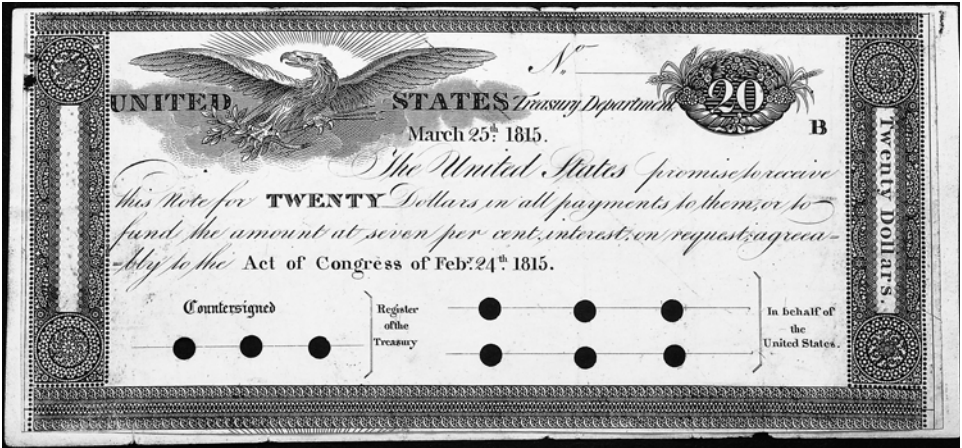 No
UNITED STATES Treasury Department
20
B
March 25th: 1815.
The United States promise to receive
this Note for TWENTY Dollars, in all payments to them, or to
fund the amount at seven per cent. interest, on request, agreea=
=bly to the Act of Congress of Feby. 24th 1815.
Countersigned
Register
of the
Treasury
In behalf of
the
United States.
Twenty Dollars.